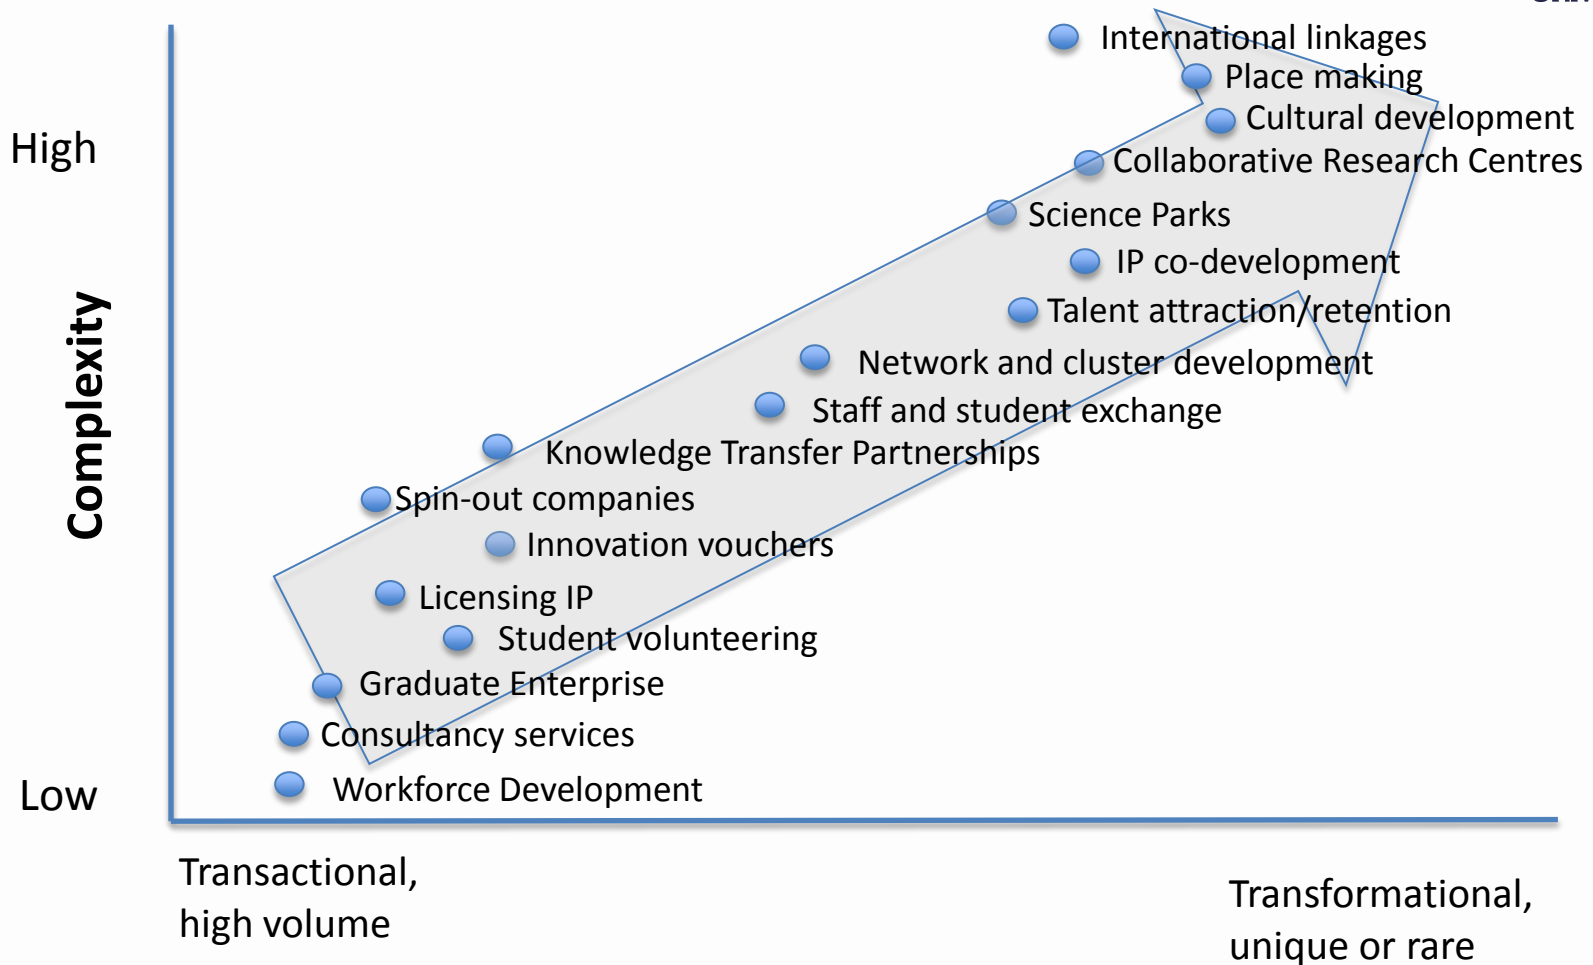 International linkages
Place making
Cultural development
High
Collaborative Research Centres
Science Parks
IP co-development
Talent attraction/retention
Complexity
Network and cluster development
Staff and student exchange
Knowledge Transfer Partnerships
Spin-out companies
Innovation vouchers
Licensing IP
Student volunteering
Graduate Enterprise
Consultancy services
Low
Workforce Development
Transactional,
high volume
Transformational,
unique or rare